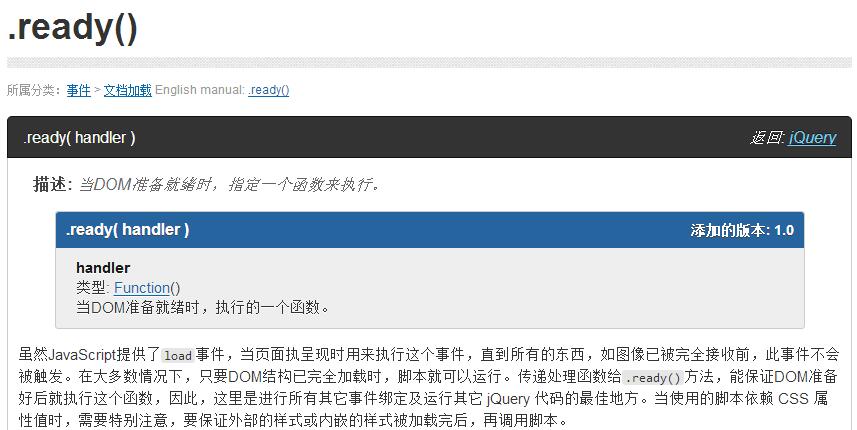 .ready()
所属分类：事件 > 文档加载 English manual: .ready()
.ready( handler ) 返回: jQuery
描述: 当DOM准备就绪时，指定一个函数来执行。
.ready( handler ) 添加的版本: 1.0
handler
类型: Function()
当DOM准备就绪时，执行的一个函数。
虽然JavaScript提供了load事件，当页面执呈现时用来执行这个事件，直到所有的东西，如图像已被完全接收前，此事件不会
被触发。在大多数情况下，只要DOM结构已完全加载时，脚本就可以运行。传递处理函数给.ready()方法，能保证DOM准备
好后就执行这个函数，因此，这里是进行所有其它事件绑定及运行其它 jQuery 代码的最佳地方。当使用的脚本依赖 CSS 属
性值时，需要特别注意，要保证外部的样式或内嵌的样式被加载完后，再调用脚本。